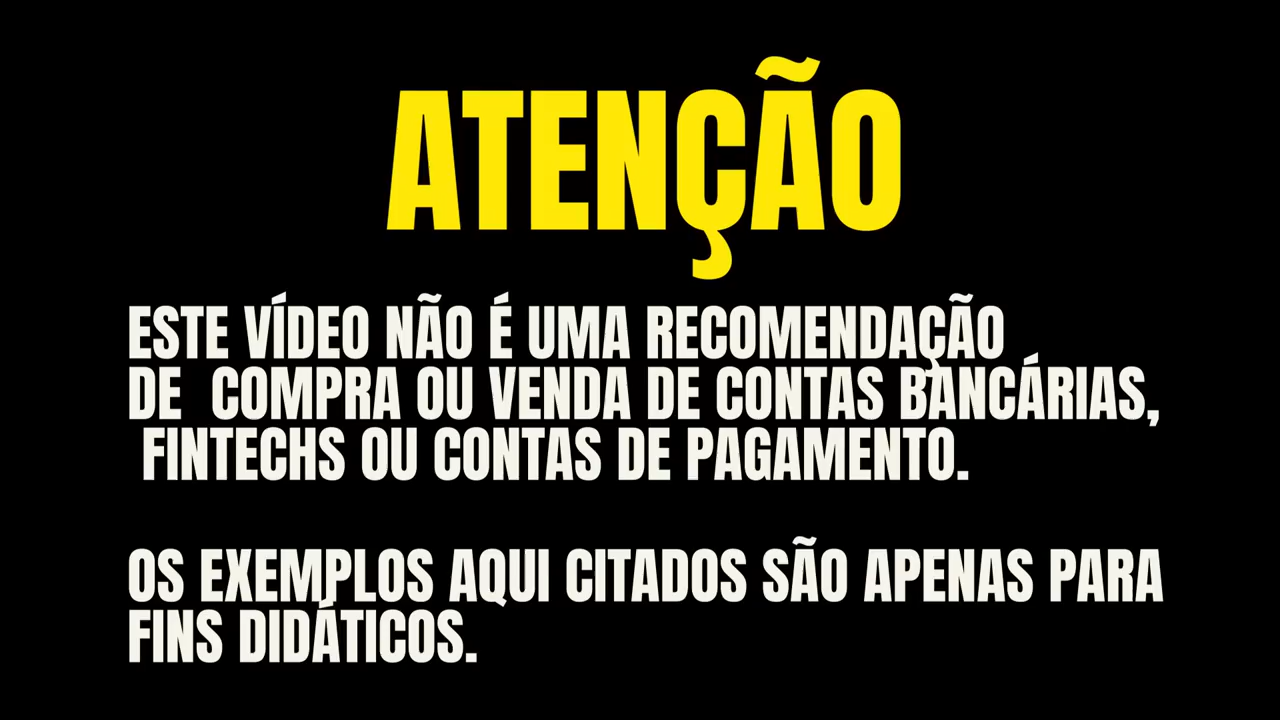 ATENÇÃO
ESTE VÍDEO NÃO É UMA RECOMENDAÇÃO
DE COMPRA OU VENDA DE CONTAS BANCÁRIAS,
FINTECHS OU CONTAS DE PAGAMENTO.
OS EXEMPLOS AQUI CITADOS SÃO APENAS PARA
FINS DIDÁTICOS.